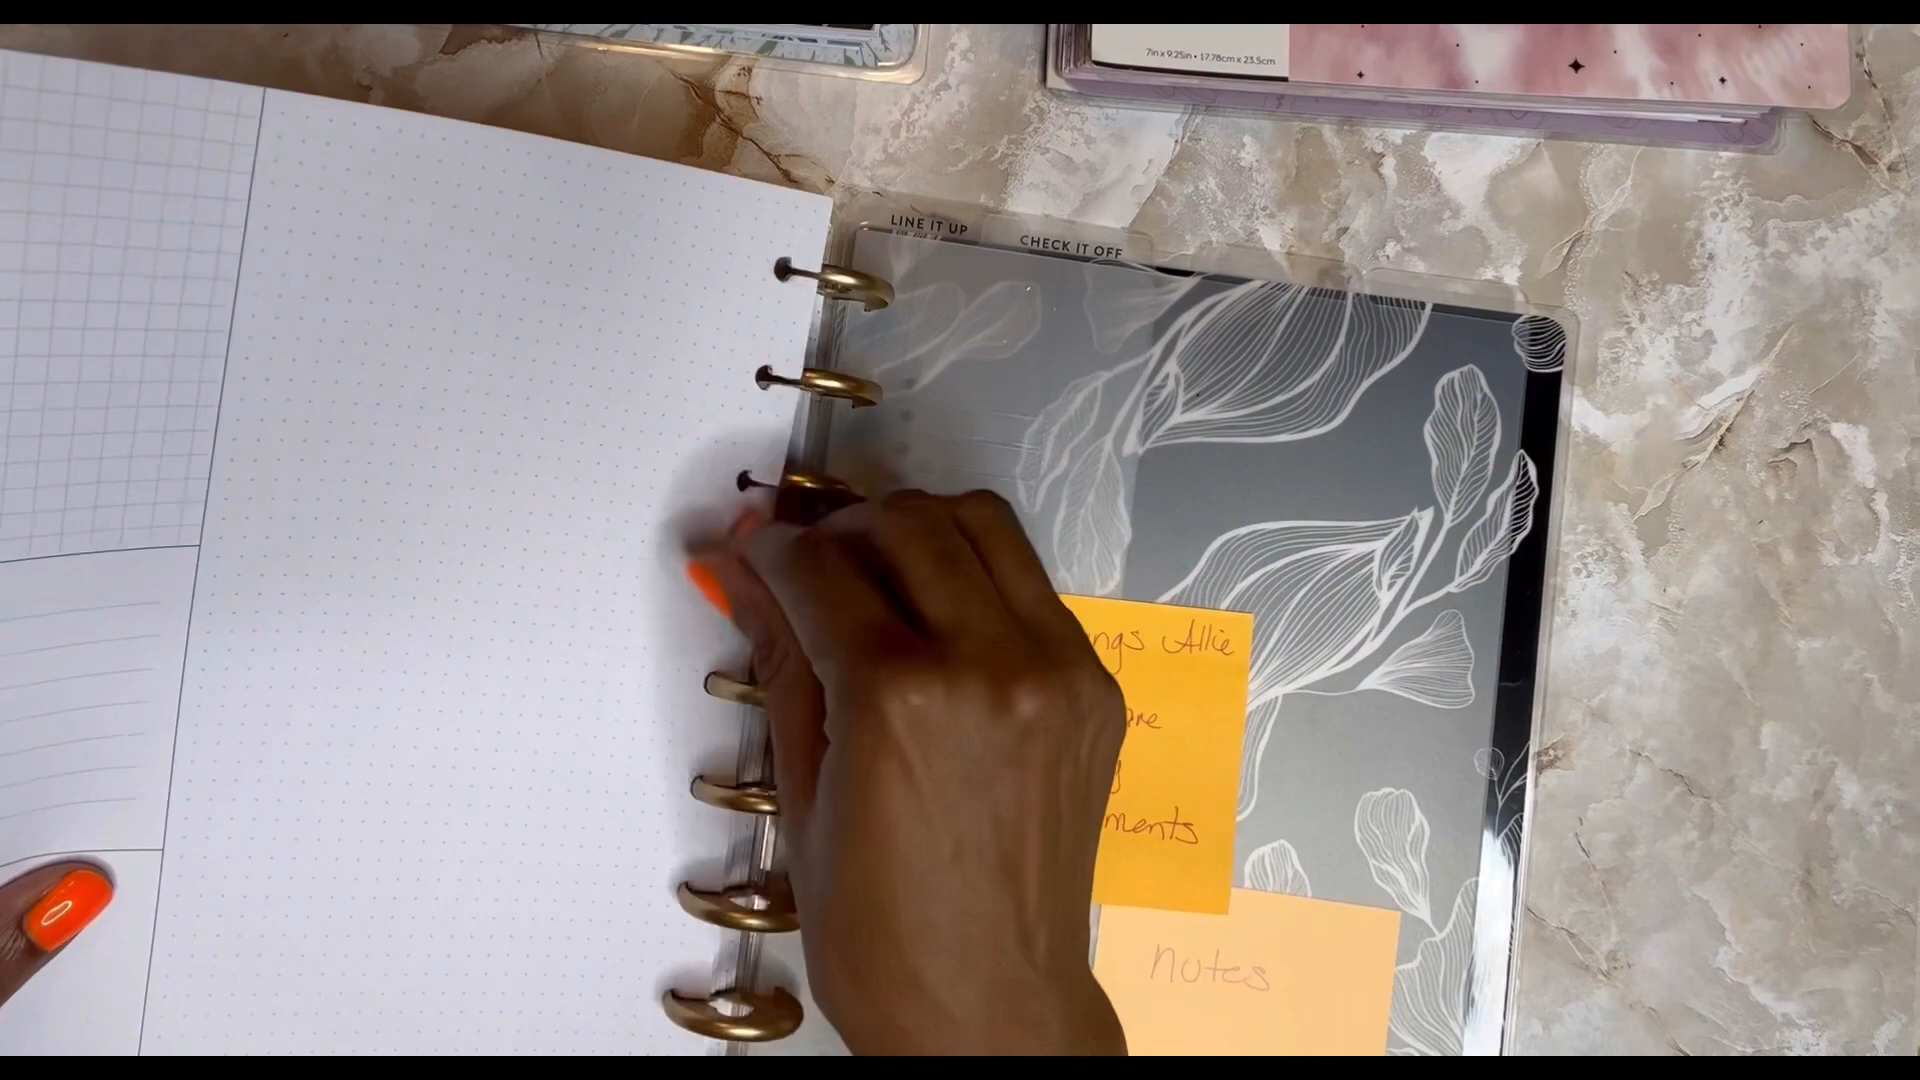 7in x 9.25in • 17.78cm x 23.5cm
LINE IT UP
CHECK IT OFF
ngs Allie
are
g
ments
notes